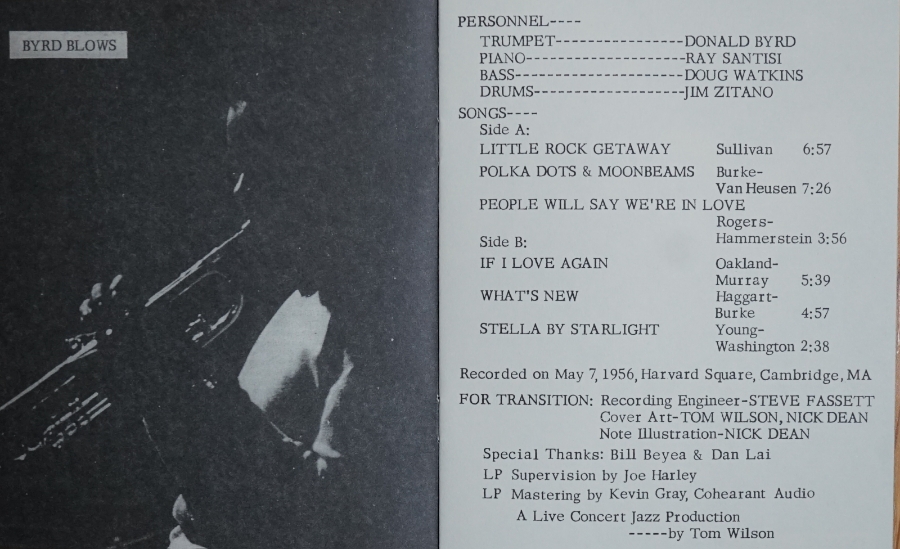 BYRD BLOWS
PERSONNEL----
TRUMPET----------------DONALD BYRD
PIANO--------------------RAY SANTISI
BASS---------------------DOUG WATKINS
DRUMS-------------------JIM ZITANO
SONGS----
Side A:
LITTLE ROCK GETAWAY Sullivan 6:57
POLKA DOTS & MOONBEAMS Burke-
Van Heusen 7:26
PEOPLE WILL SAY WE'RE IN LOVE
Rogers-
Hammerstein 3:56
Side B:
IF I LOVE AGAIN Oakland-
Murray 5:39
WHAT'S NEW Haggart-
Burke 4:57
STELLA BY STARLIGHT Young-
Washington 2:38
Recorded on May 7, 1956, Harvard Square, Cambridge, MA
FOR TRANSITION: Recording Engineer-STEVE FASSETT
Cover Art-TOM WILSON, NICK DEAN
Note Illustration-NICK DEAN
Special Thanks: Bill Beyea & Dan Lai
LP Supervision by Joe Harley
LP Mastering by Kevin Gray, Cohearant Audio
A Live Concert Jazz Production
-----by Tom Wilson